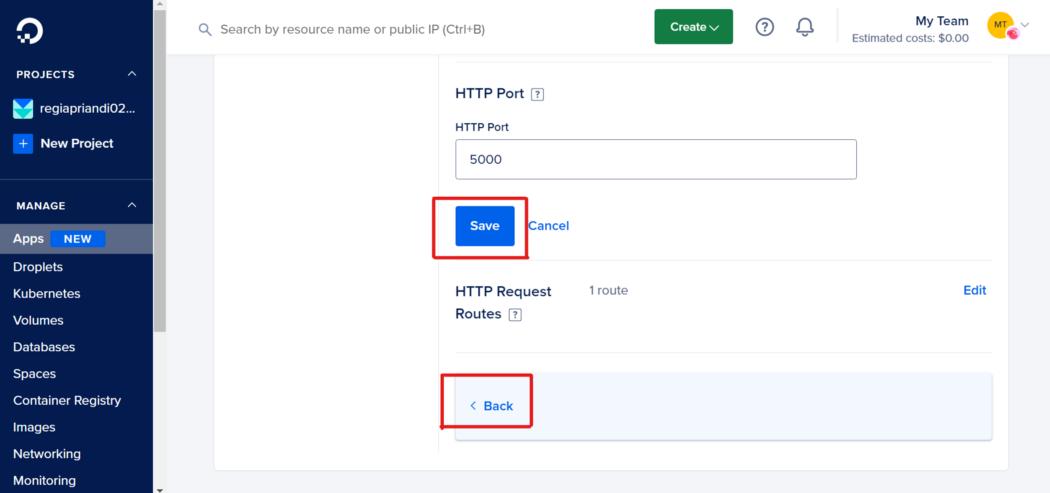 Search by resource name or public IP (Ctrl+B)
Create
?
My Team
Estimated costs: $0.00
MT
PROJECTS
regiapriandi02...
+ New Project
MANAGE
Apps NEW
Droplets
Kubernetes
Volumes
Databases
Spaces
Container Registry
Images
Networking
Monitoring
HTTP Port ?
HTTP Port
5000
Save Cancel
HTTP Request
Routes ?
1 route
Edit
Back